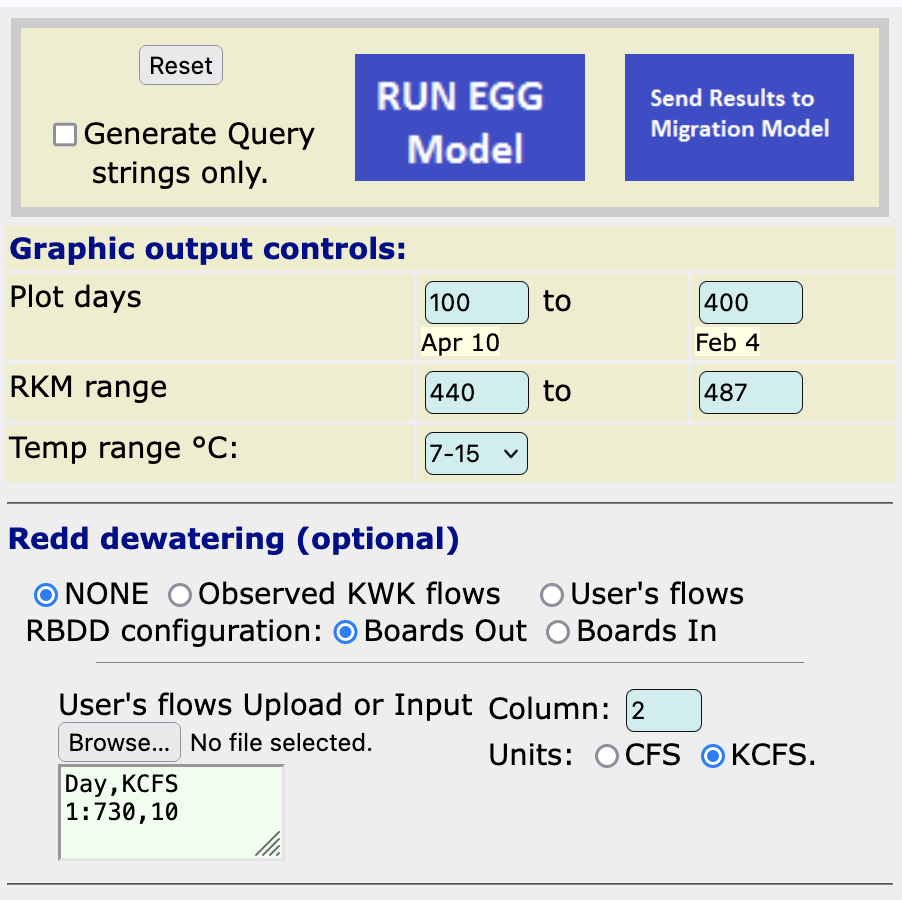 Reset
Generate Query
strings only.
RUN EGG
Model
Send Results to
Migration Model
Graphic output controls:
Plot days 100 to 400
Apr 10 Feb 4
RKM range 440 to 487
Temp range °C: 7-15
Redd dewatering (optional)
NONE Observed KWK flows User's flows
RBDD configuration: Boards Out Boards In
User's flows Upload or Input
Browse... No file selected.
Day,KCFS
1:730,10
Column: 2
Units: CFS KCFS.